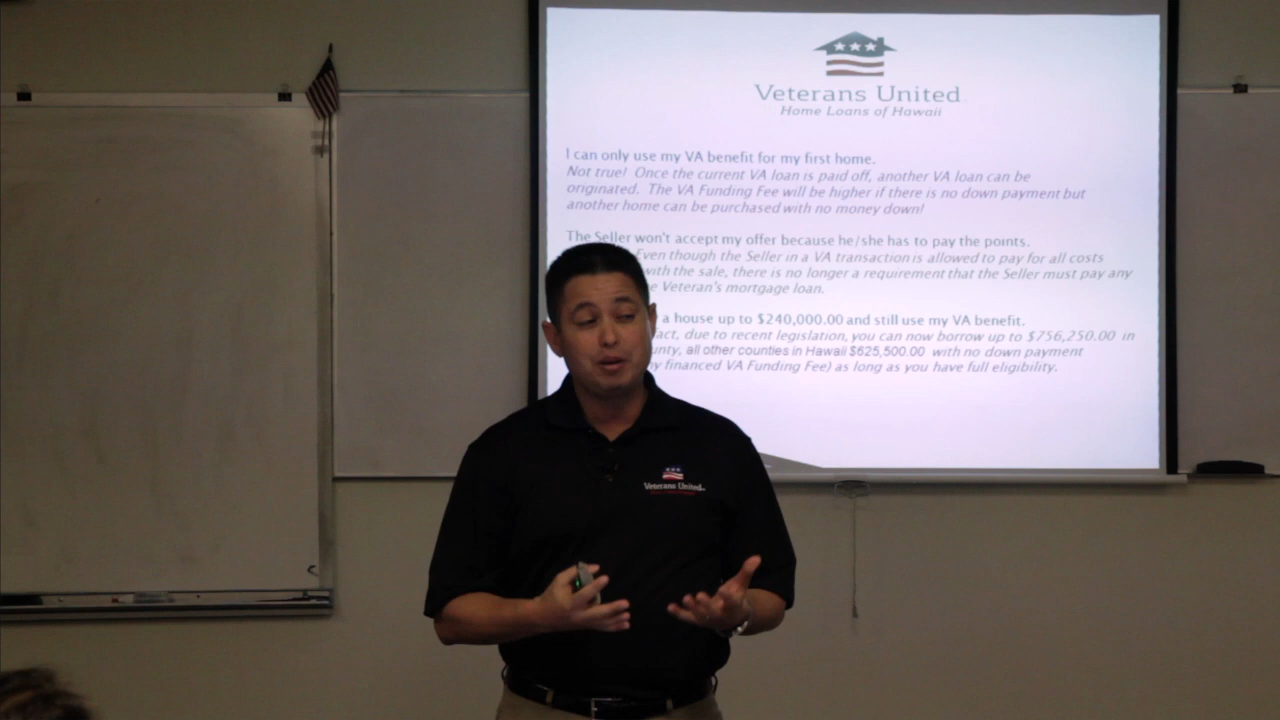 Veterans United
Home Loans of Hawaii
I can only use my VA benefit for my first home.
Not true! Once the current VA loan is paid off, another VA loan can be
originated. The VA Funding Fee will be higher if there is no down payment but
another home can be purchased with no money down!
The Seller won't accept my offer because he/she has to pay the points.
Even though the Seller in a VA transaction is allowed to pay for all costs
with the sale, there is no longer a requirement that the Seller must pay any
Veteran's mortgage loan.
a house up to $240,000.00 and still use my VA benefit.
fact, due to recent legislation, you can now borrow up to $756,250.00 in
all other counties in Hawaii $625,500.00 with no down payment
financed VA Funding Fee) as long as you have full eligibility.
Veterans United